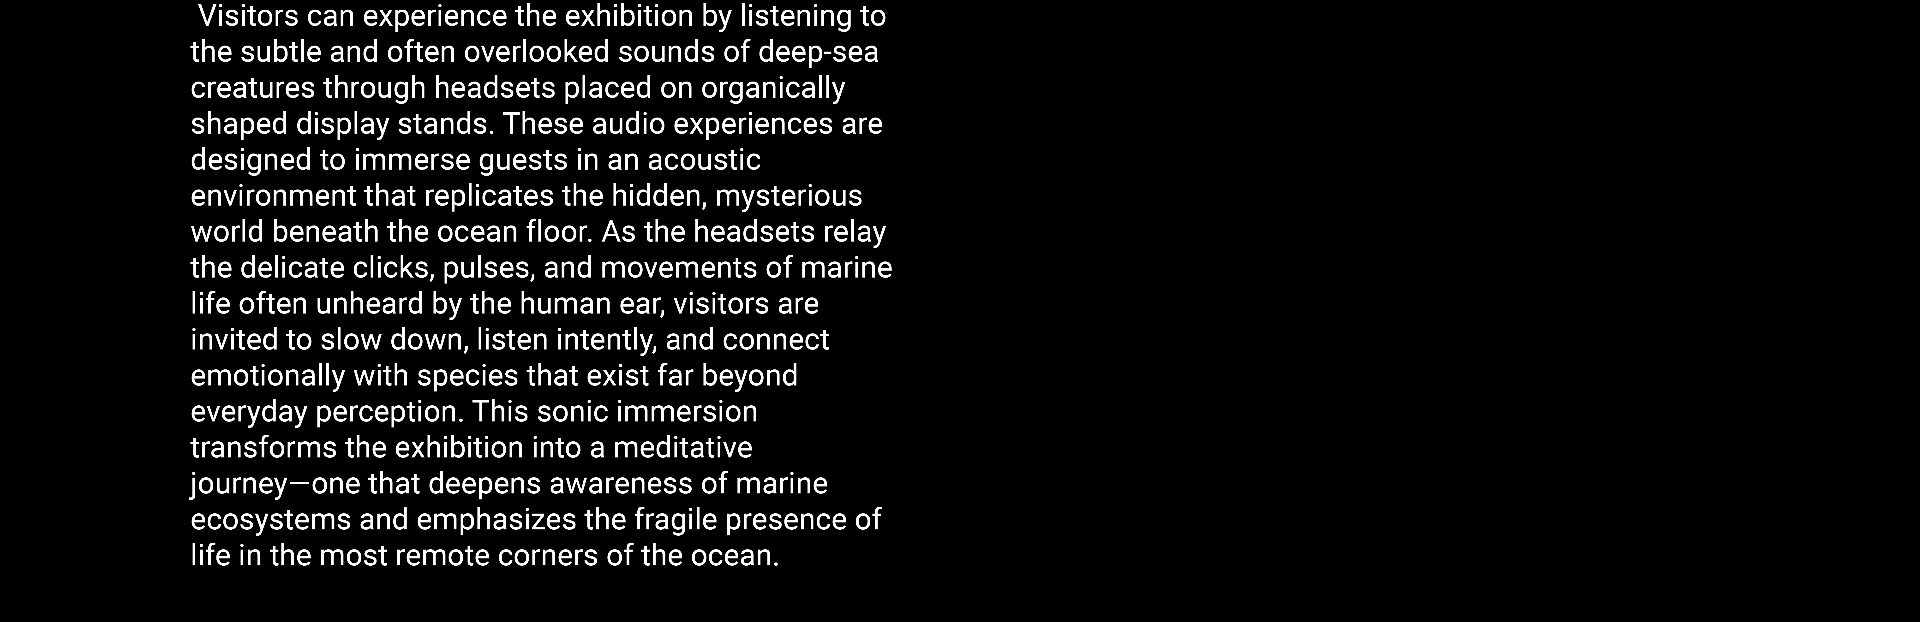 Visitors can experience the exhibition by listening to
the subtle and often overlooked sounds of deep-sea
creatures through headsets placed on organically
shaped display stands. These audio experiences are
designed to immerse guests in an acoustic
environment that replicates the hidden, mysterious
world beneath the ocean floor. As the headsets relay
the delicate clicks, pulses, and movements of marine
life often unheard by the human ear, visitors are
invited to slow down, listen intently, and connect
emotionally with species that exist far beyond
everyday perception. This sonic immersion
transforms the exhibition into a meditative
journey—one that deepens awareness of marine
ecosystems and emphasizes the fragile presence of
life in the most remote corners of the ocean.